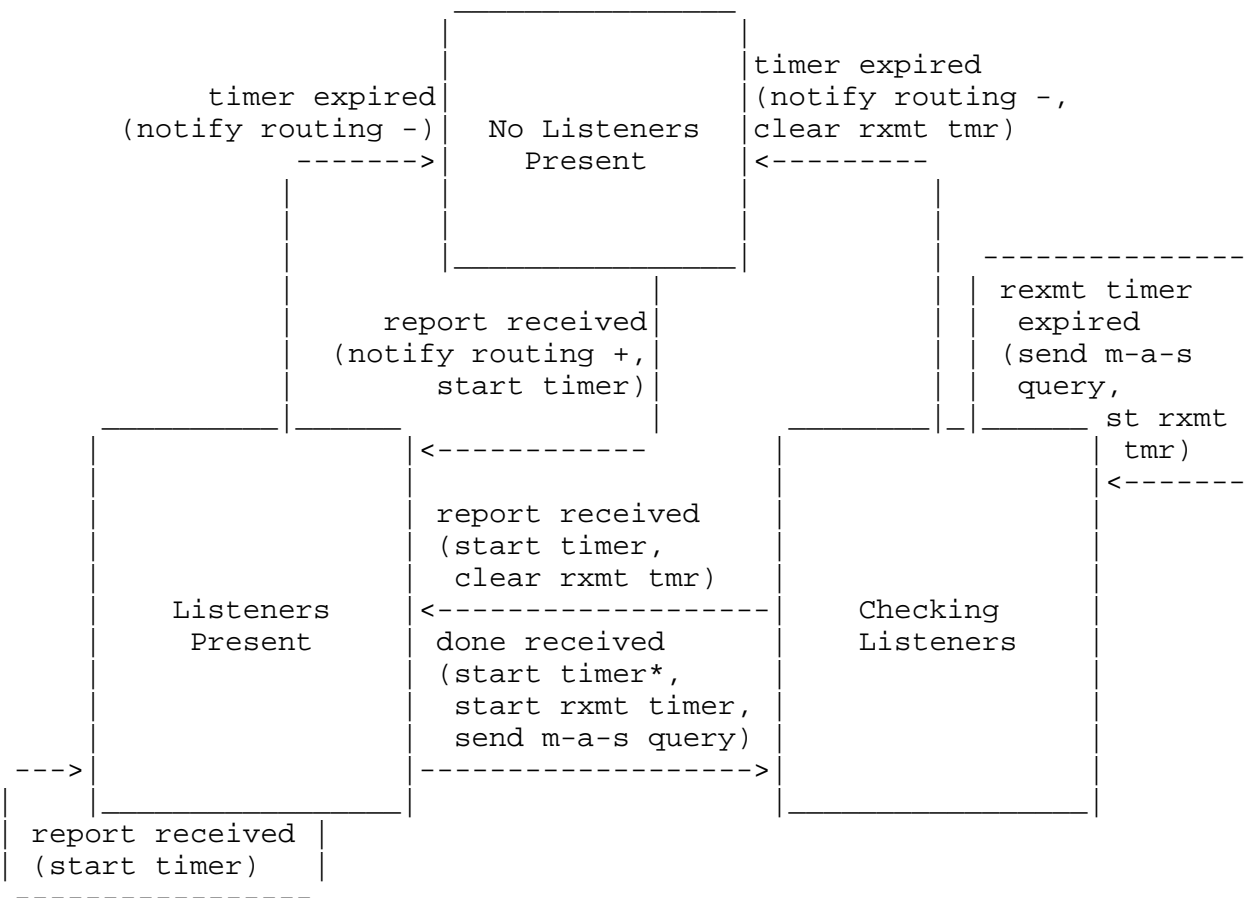 timer expired
(notify routing -)
No Listeners
Present
timer expired
(notify routing -,
clear rxmt tmr)
rexmt timer
expired
(send m-a-s
query,
st rxmt
tmr)
report received
(notify routing +,
start timer)
report received
(start timer,
clear rxmt tmr)
Listeners
Present
Checking
Listeners
done received
(start timer*,
start rxmt timer,
send m-a-s query)
report received
(start timer)